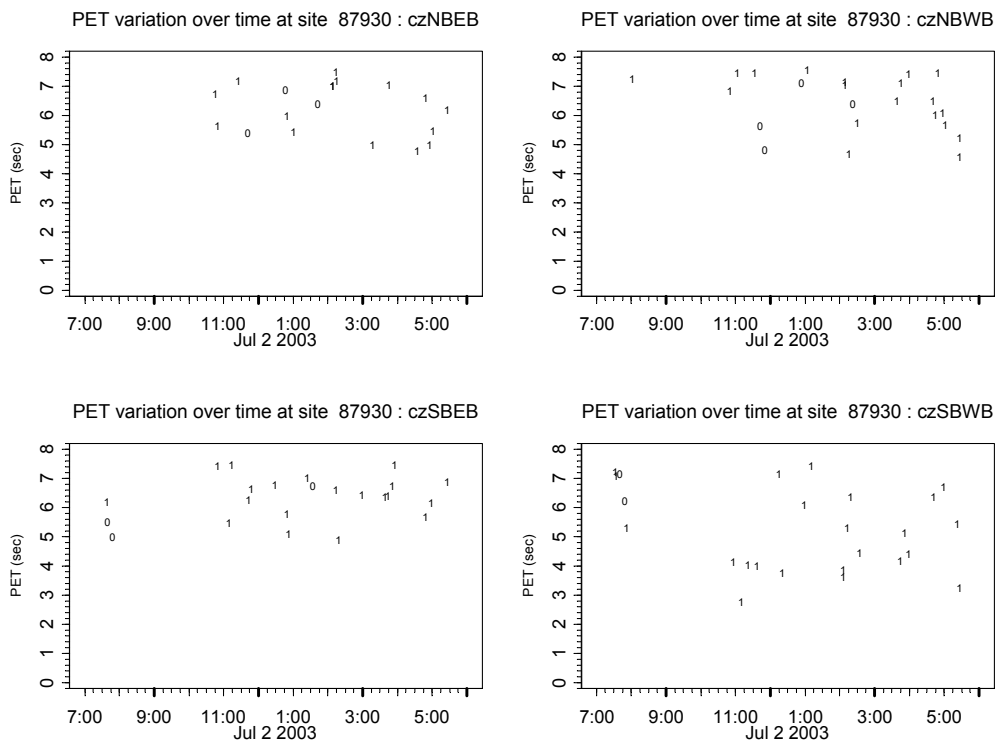 PET variation over time at site 87930 : czNBEB
PET (sec)
8
7
6
5
4
3
2
1
0
7:00 9:00 11:00 1:00 3:00 5:00
Jul 2 2003
PET variation over time at site 87930 : czNBWB
PET (sec)
8
7
6
5
4
3
2
1
0
7:00 9:00 11:00 1:00 3:00 5:00
Jul 2 2003
PET variation over time at site 87930 : czSBEB
PET (sec)
8
7
6
5
4
3
2
1
0
7:00 9:00 11:00 1:00 3:00 5:00
Jul 2 2003
PET variation over time at site 87930 : czSBWB
PET (sec)
8
7
6
5
4
3
2
1
0
7:00 9:00 11:00 1:00 3:00 5:00
Jul 2 2003